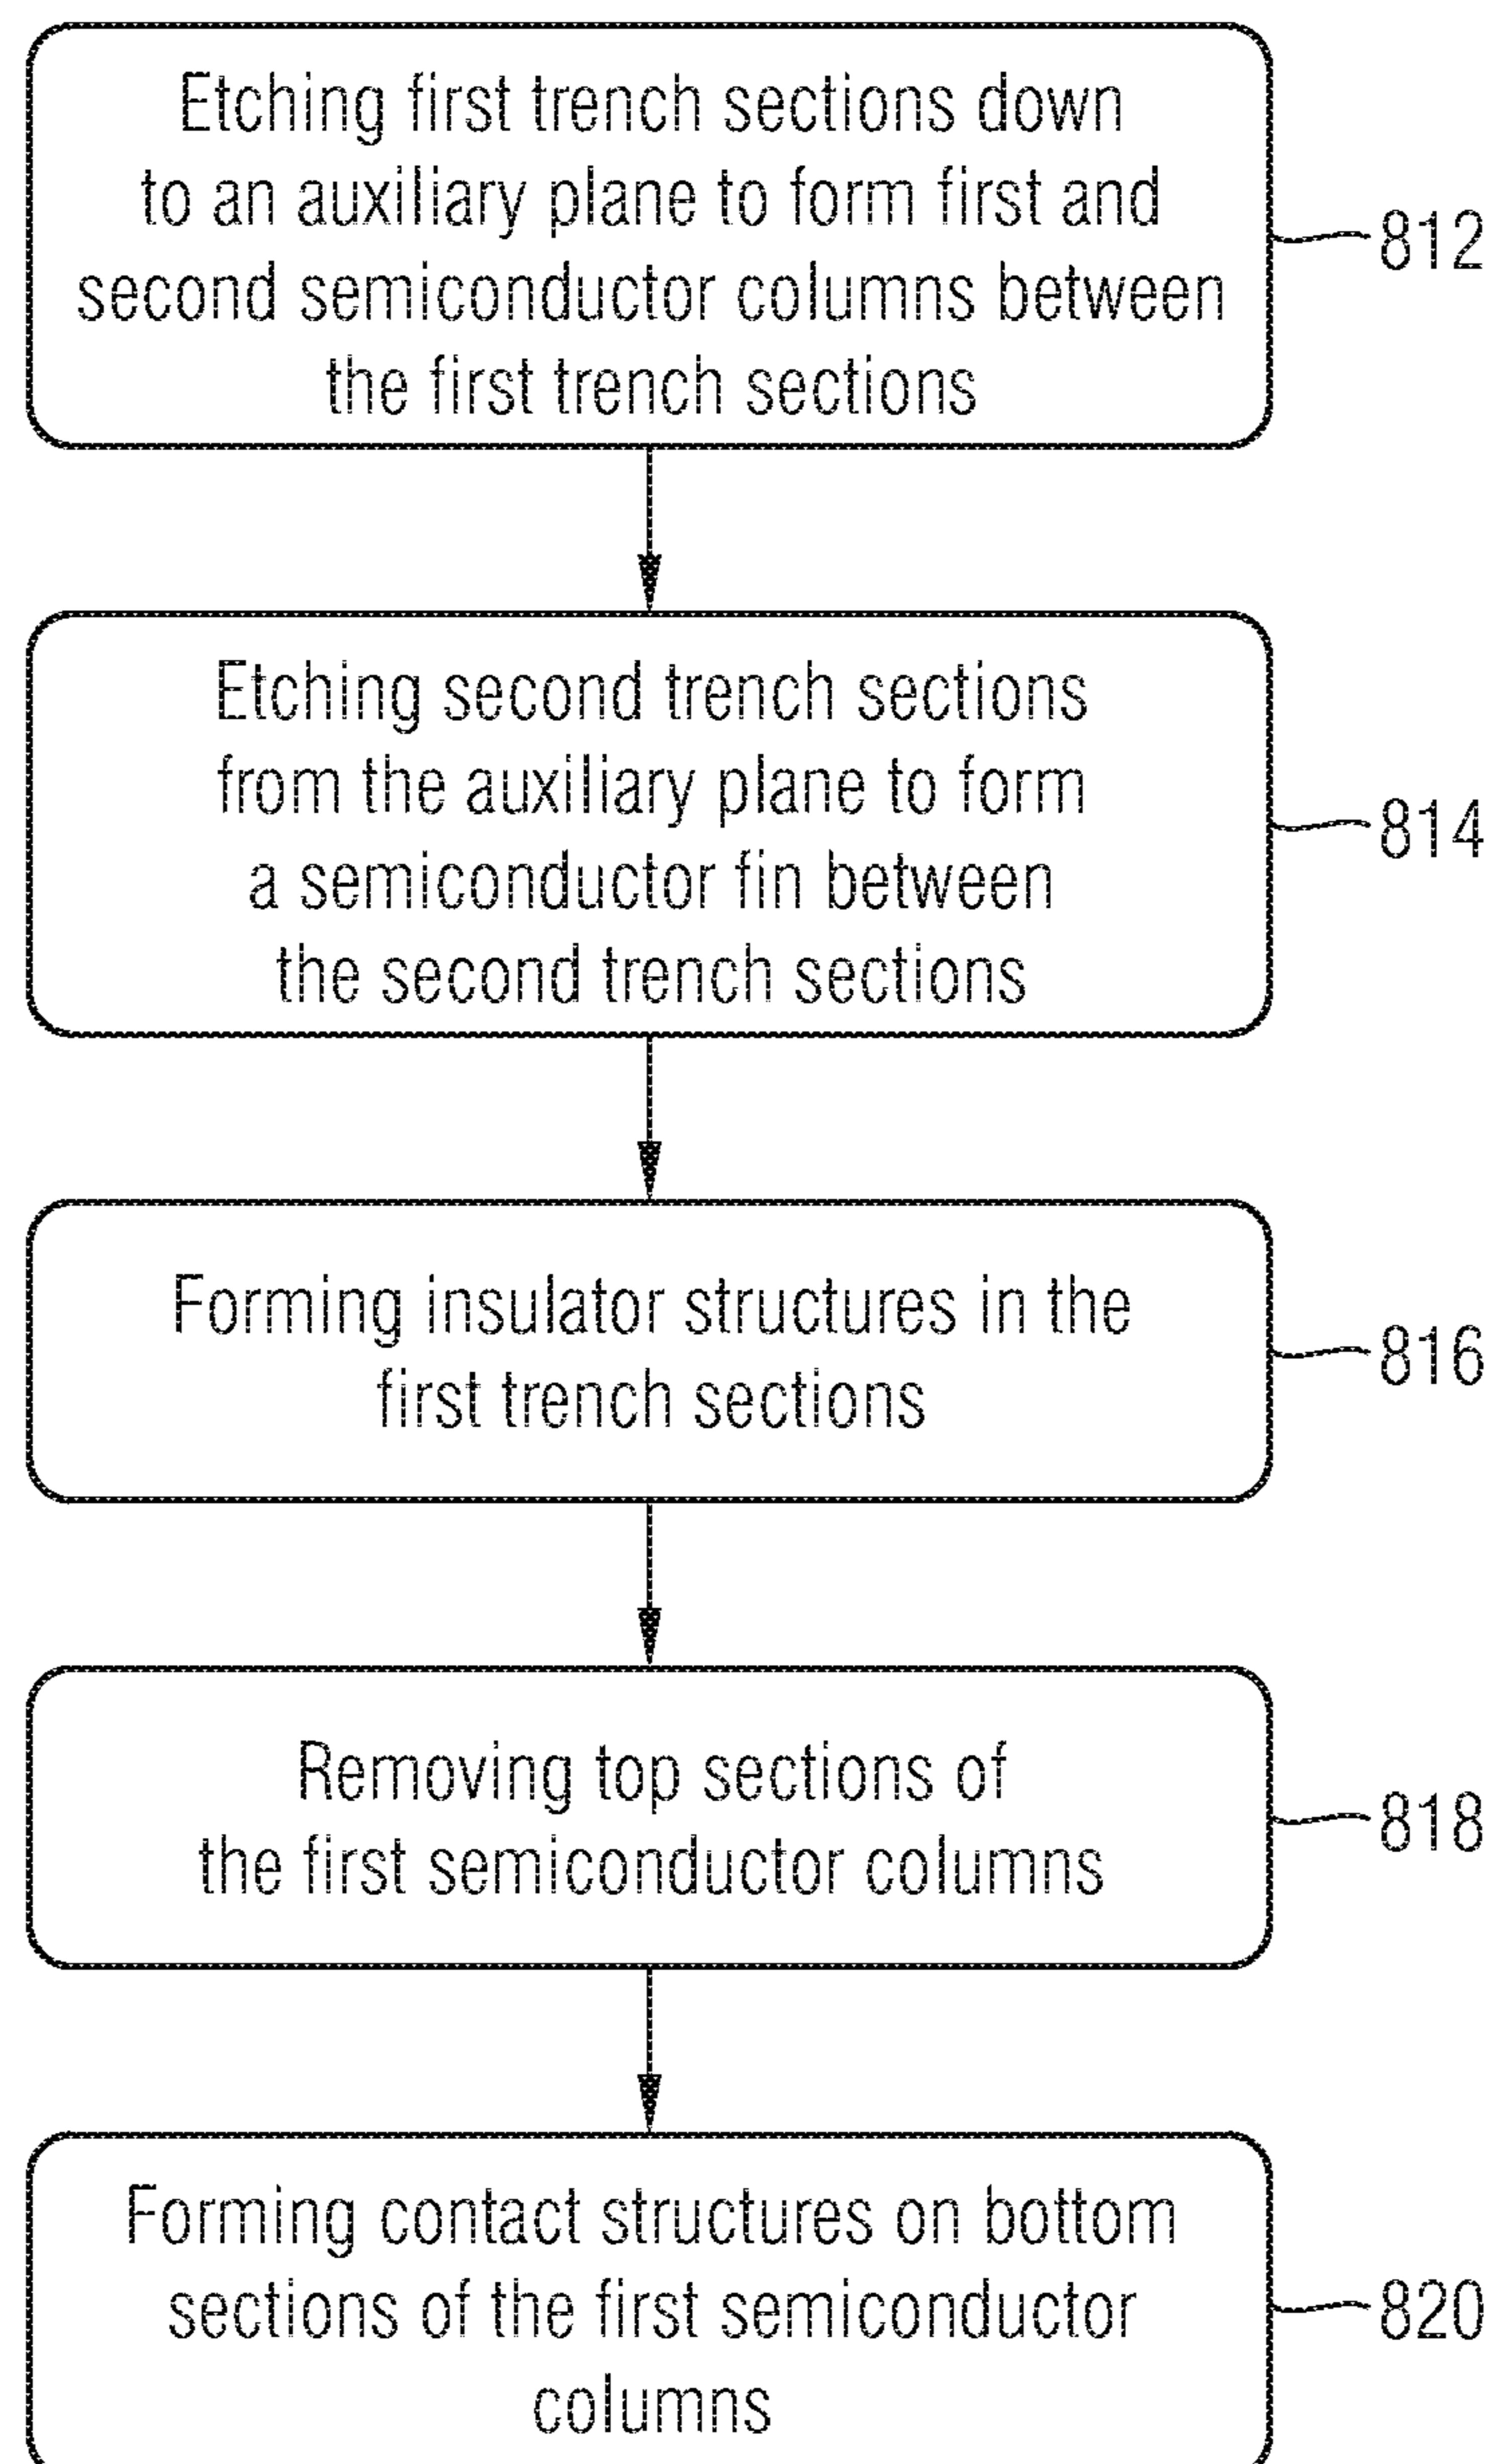 Etching first trench sections down
to an auxiliary plane to form first and
second semiconductor columns between
the first trench sections
812
Etching second trench sections
from the auxiliary plane to form
a semiconductor fin between
the second trench sections
814
Forming insulator structures in the
first trench sections
816
Removing top sections of
the first semiconductor columns
818
Forming contact structures on bottom
sections of the first semiconductor
columns
820